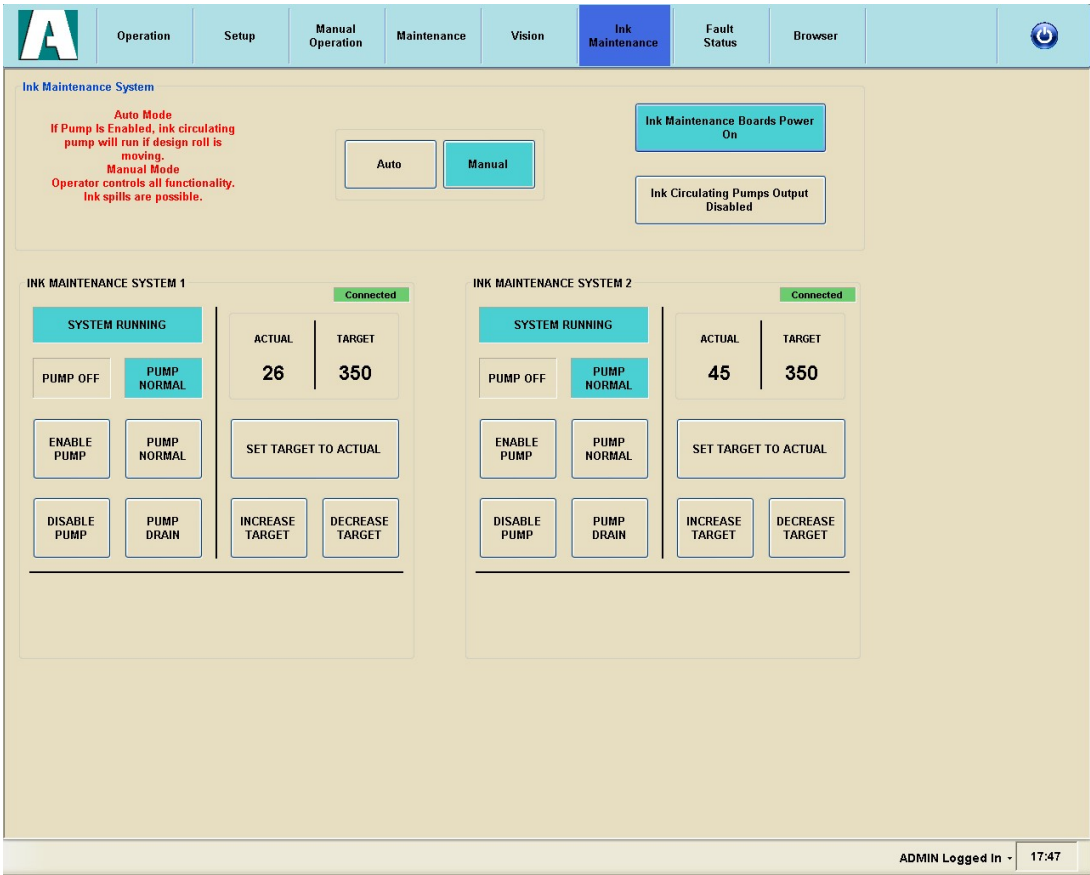 A
Operation
Setup
Manual
Operation
Maintenance
Vision
Ink
Maintenance
Fault
Status
Browser
Ink Maintenance System
Auto Mode
If Pump Is Enabled, ink circulating
pump will run if design roll is
moving.
Manual Mode
Operator controls all functionality.
Ink spills are possible.
Auto
Manual
Ink Maintenance Boards Power
On
Ink Circulating Pumps Output
Disabled
INK MAINTENANCE SYSTEM 1
Connected
SYSTEM RUNNING
PUMP OFF
PUMP
NORMAL
ACTUAL
TARGET
26
350
ENABLE
PUMP
PUMP
NORMAL
SET TARGET TO ACTUAL
DISABLE
PUMP
PUMP
DRAIN
INCREASE
TARGET
DECREASE
TARGET
INK MAINTENANCE SYSTEM 2
Connected
SYSTEM RUNNING
PUMP OFF
PUMP
NORMAL
ACTUAL
TARGET
45
350
ENABLE
PUMP
PUMP
NORMAL
SET TARGET TO ACTUAL
DISABLE
PUMP
PUMP
DRAIN
INCREASE
TARGET
DECREASE
TARGET
ADMIN Logged In -
17:47